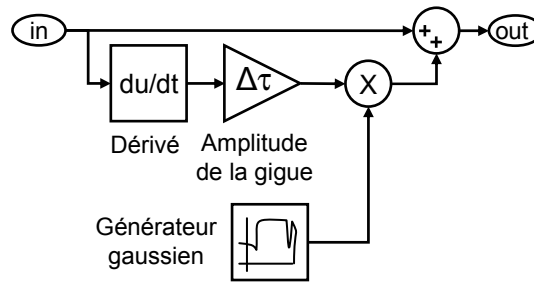 in
+
+
out
du/dt
Δτ
X
Dérivé
Amplitude
de la gigue
Générateur
gaussien